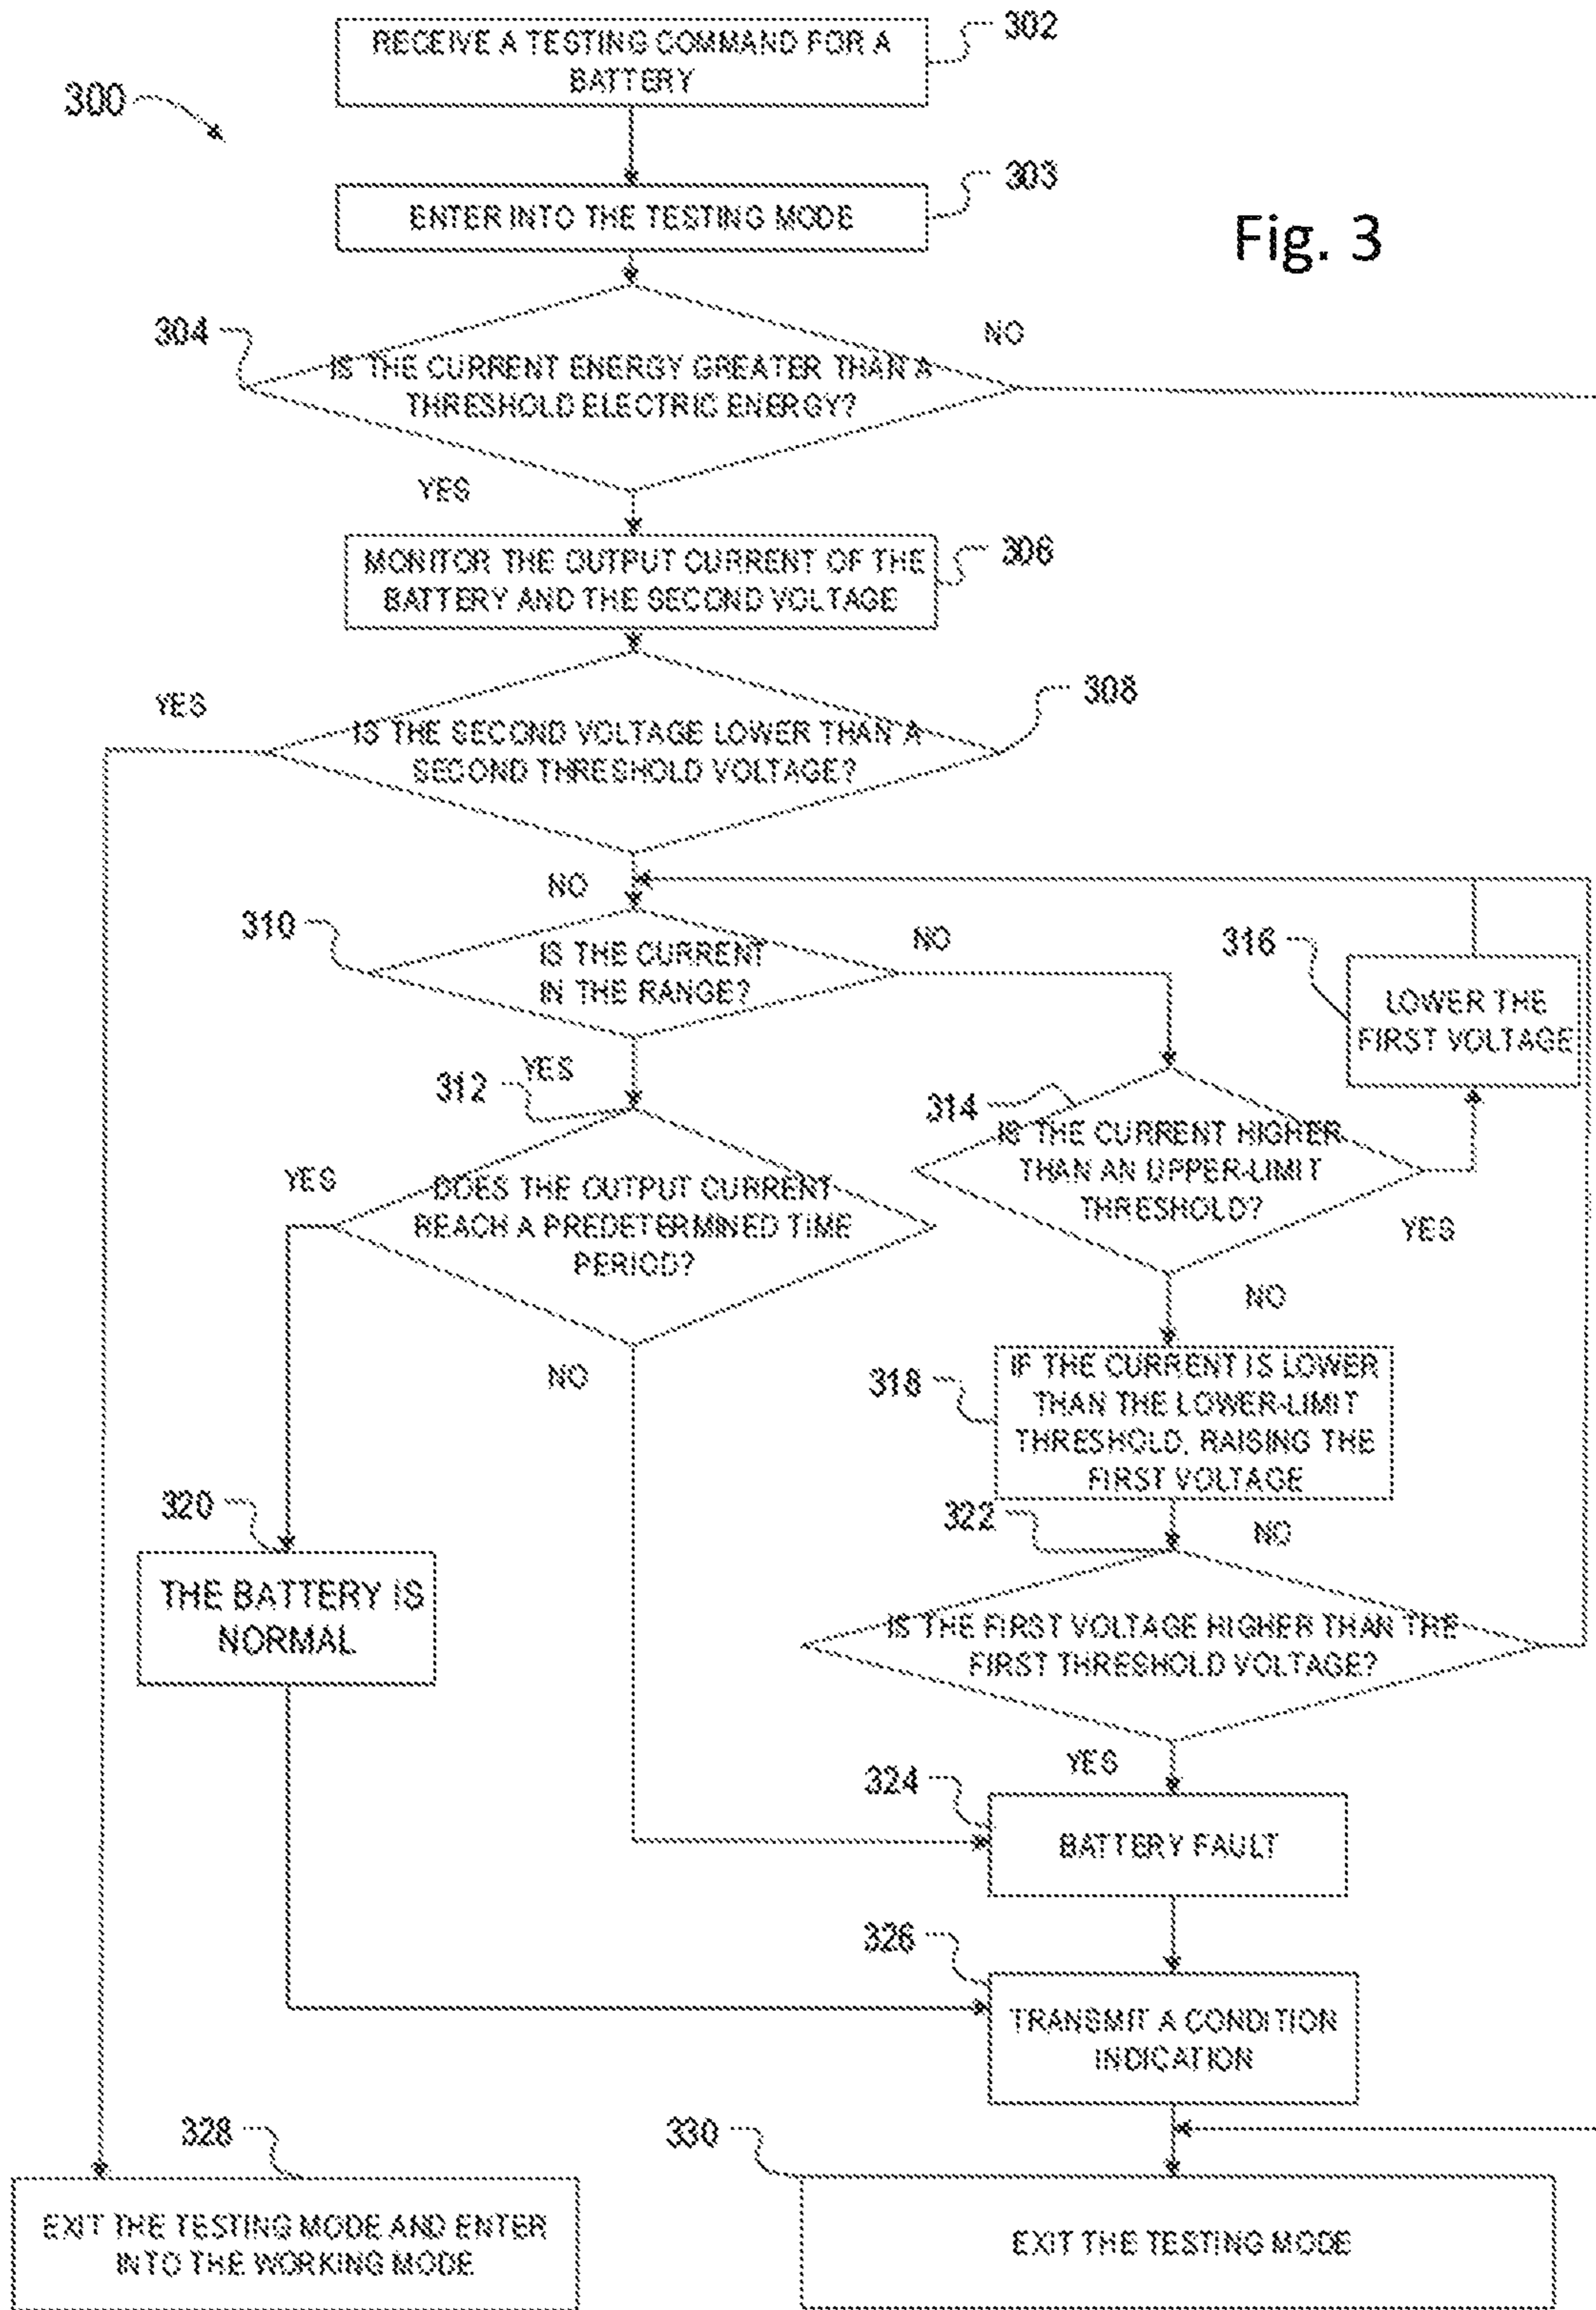 RECEIVE A TESTING COMMAND FOR A
BATTERY
302
300
303
ENTER INTO THE TESTING MODE
Fig. 3
304
NO
IS THE CURRENT ENERGY GREATER THAN A
THRESHOLD ELECTRIC ENERGY?
YES
306
MONITOR THE OUTPUT CURRENT OF THE
BATTERY AND THE SECOND VOLTAGE
YES
308
IS THE SECOND VOLTAGE LOWER THAN A
SECOND THRESHOLD VOLTAGE?
NO
310
NO
316
IS THE CURRENT
IN THE RANGE?
LOWER THE
FIRST VOLTAGE
YES
312
314
IS THE CURRENT HIGHER
THAN AN UPPER-LIMIT
THRESHOLD?
YES
YES
DOES THE OUTPUT CURRENT
REACH A PREDETERMINED TIME
PERIOD?
NO
NO
318
IF THE CURRENT IS LOWER
THAN THE LOWER-LIMIT
THRESHOLD, RAISING THE
FIRST VOLTAGE
320
322
NO
THE BATTERY IS
NORMAL
IS THE FIRST VOLTAGE HIGHER THAN THE
FIRST THRESHOLD VOLTAGE?
YES
324
BATTERY FAULT
326
TRANSMIT A CONDITION
INDICATION
328
330
EXIT THE TESTING MODE AND ENTER
INTO THE WORKING MODE
EXIT THE TESTING MODE